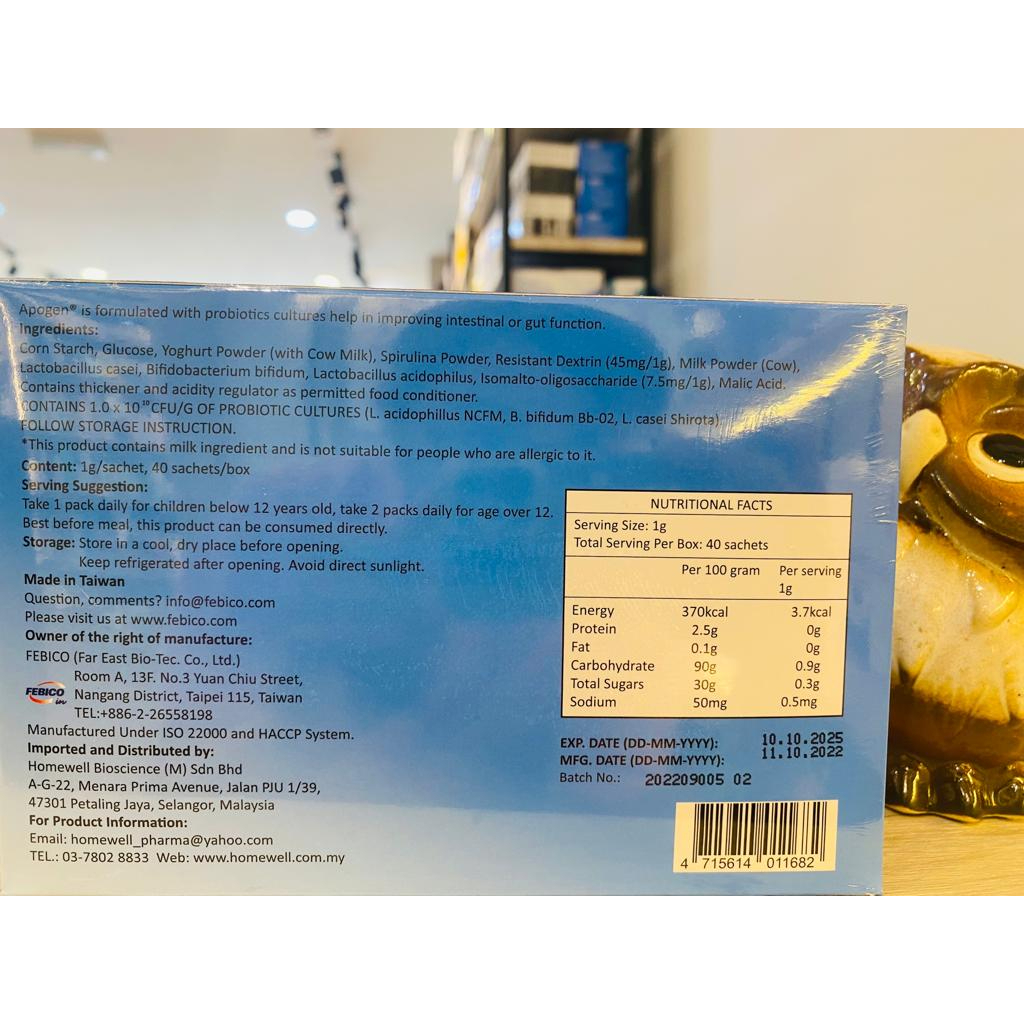 Apogen® is formulated with probiotics cultures help in improving intestinal or gut function.
Ingredients:
Corn Starch, Glucose, Yoghurt Powder (with Cow Milk), Spirulina Powder, Resistant Dextrin (45mg/1g), Milk Powder (Cow),
Lactobacillus casei, Bifidobacterium bifidum, Lactobacillus acidophilus, Isomalto-oligosaccharide (7.5mg/1g), Malic Acid.
Contains thickener and acidity regulator as permitted food conditioner.
CONTAINS 1.0 x 10¹⁰ CFU/G OF PROBIOTIC CULTURES (L. acidophillus NCFM, B. bifidum Bb-02, L. casei Shirota)
FOLLOW STORAGE INSTRUCTION.
*This product contains milk ingredient and is not suitable for people who are allergic to it.
Content: 1g/sachet, 40 sachets/box
Serving Suggestion:
Take 1 pack daily for children below 12 years old, take 2 packs daily for age over 12.
Best before meal, this product can be consumed directly.
Storage: Store in a cool, dry place before opening.
Keep refrigerated after opening. Avoid direct sunlight.
Made in Taiwan
Question, comments? info@febico.com
Please visit us at www.febico.com
Owner of the right of manufacture:
FEBICO (Far East Bio-Tec. Co., Ltd.)
Room A, 13F. No.3 Yuan Chiu Street,
FEBICO Nangang District, Taipei 115, Taiwan
TEL:+886-2-26558198
Manufactured Under ISO 22000 and HACCP System.
Imported and Distributed by:
Homewell Bioscience (M) Sdn Bhd
A-G-22, Menara Prima Avenue, Jalan PJU 1/39,
47301 Petaling Jaya, Selangor, Malaysia
For Product Information:
Email: homewell_pharma@yahoo.com
TEL.: 03-7802 8833 Web: www.homewell.com.my
NUTRITIONAL FACTS
Serving Size: 1g
Total Serving Per Box: 40 sachets
Per 100 gram Per serving
1g
Energy 370kcal 3.7kcal
Protein 2.5g 0g
Fat 0.1g 0g
Carbohydrate 90g 0.9g
Total Sugars 30g 0.3g
Sodium 50mg 0.5mg
EXP. DATE (DD-MM-YYYY): 10.10.2025
MFG. DATE (DD-MM-YYYY): 11.10.2022
Batch No.: 202209005 02
4 715614 011682